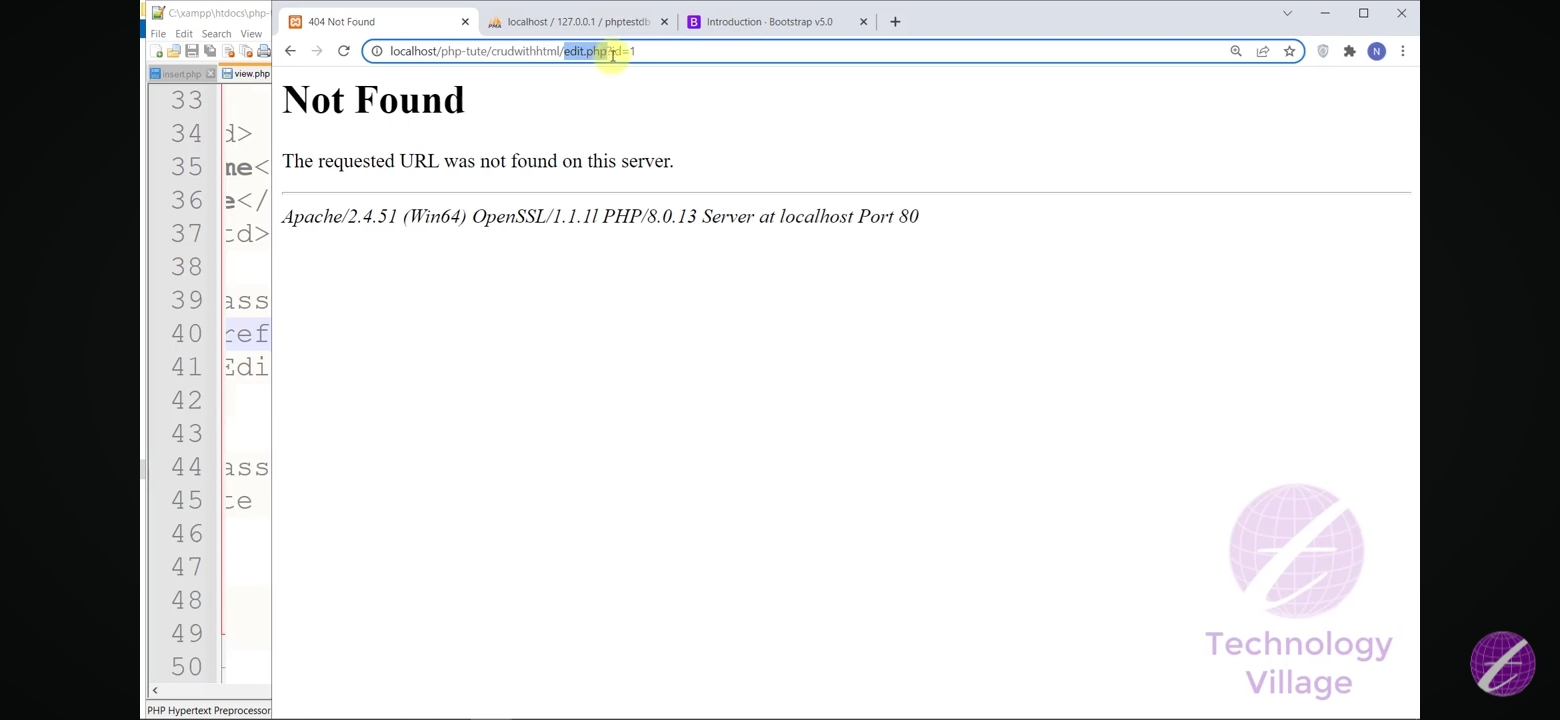 C:\xampp\htdocs\php-
File Edit Search View
insert.php view.php
404 Not Found
localhost / 127.0.0.1 / phptestdb
Introduction · Bootstrap v5.0
localhost/php-tute/crudwithhtml/edit.php?id=1
N
33
34 d>
35 me<
36 e</
37 td>
38
39 ass
40 ref
41 Edi
42
43
44 ass
45 te
46
47
48
49
50
PHP Hypertext Preprocessor
Not Found
The requested URL was not found on this server.
Apache/2.4.51 (Win64) OpenSSL/1.1.1l PHP/8.0.13 Server at localhost Port 80
Technology
Village